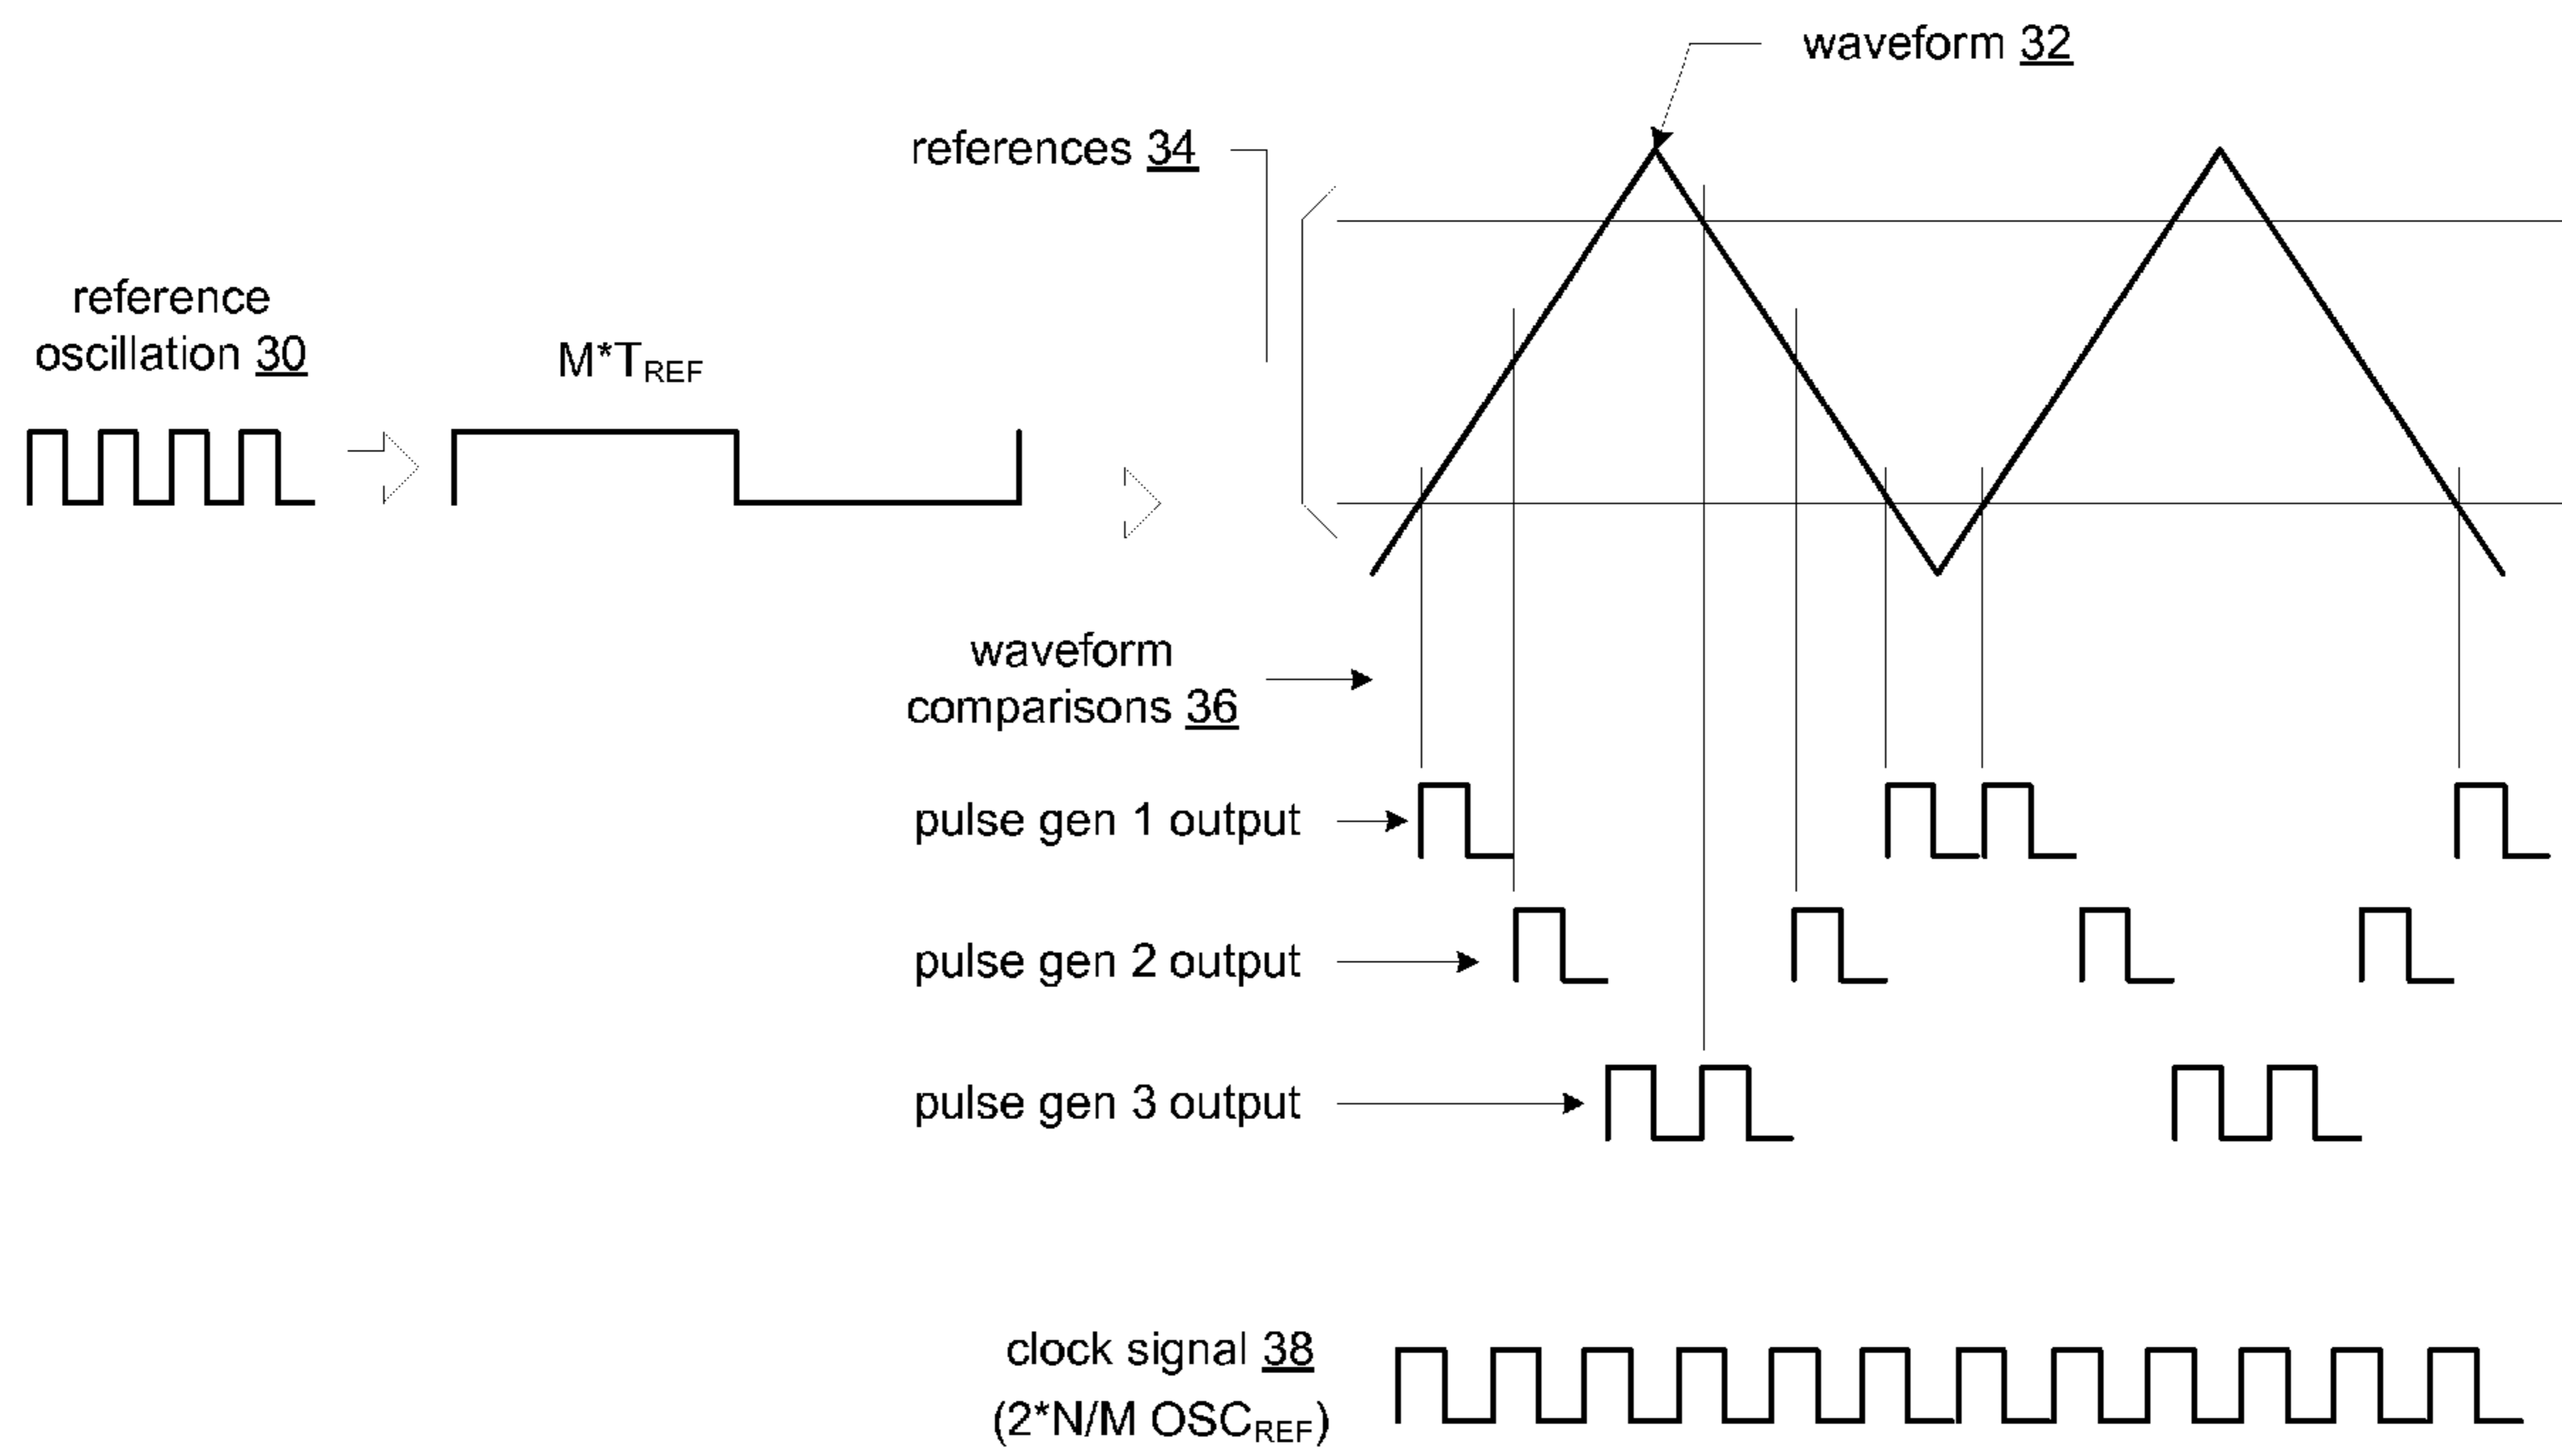 waveform 32
references 34
reference
oscillation 30
M*TREF
waveform
comparisons 36
pulse gen 1 output
pulse gen 2 output
pulse gen 3 output
clock signal 38
(2*N/M OSCREF)